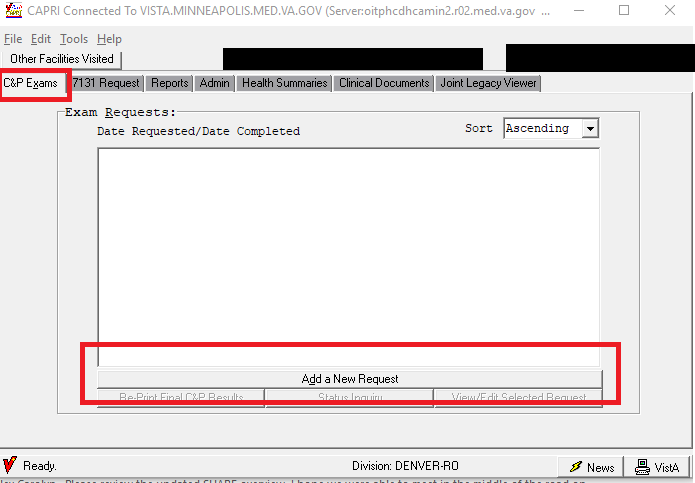 CAPRI Connected To VISTA.MINNEAPOLIS.MED.VA.GOV (Server:oitphcdhcamin2.r02.med.va.gov ...
File Edit Tools Help
Other Facilities Visited
C&P Exams 7131 Request Reports Admin Health Summaries Clinical Documents Joint Legacy Viewer
Exam Requests:
Date Requested/Date Completed
Sort Ascending
Add a New Request
Re-Print Final C&P Results Status Inquiry View/Edit Selected Request
Ready. Division: DENVER-RO News VistA